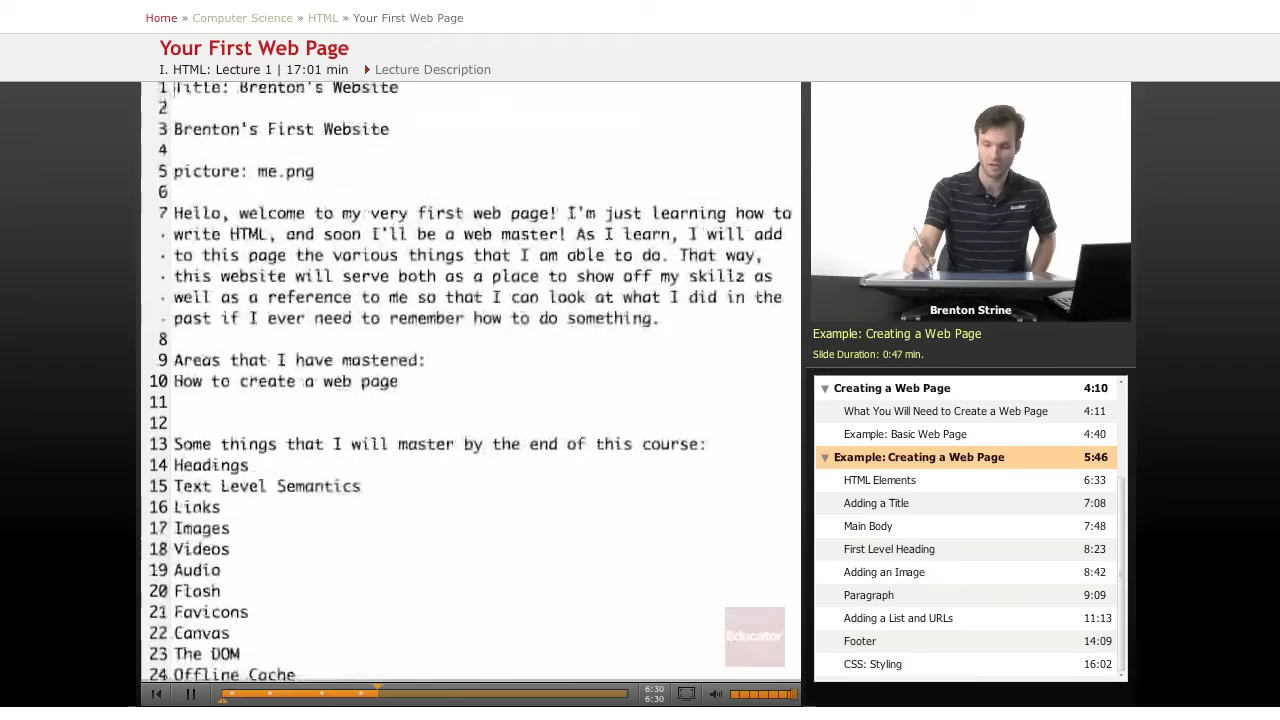 Home » Computer Science » HTML » Your First Web Page
Your First Web Page
I. HTML: Lecture 1 | 17:01 min Lecture Description
1 Title: Brenton's Website
2
3 Brenton's First Website
4
5 picture: me.png
6
7 Hello, welcome to my very first web page! I'm just learning how to
write HTML, and soon I'll be a web master! As I learn, I will add
to this page the various things that I am able to do. That way,
this website will serve both as a place to show off my skillz as
well as a reference to me so that I can look at what I did in the
past if I ever need to remember how to do something.
8
9 Areas that I have mastered:
10 How to create a web page
11
12
13 Some things that I will master by the end of this course:
14 Headings
15 Text Level Semantics
16 Links
17 Images
18 Videos
19 Audio
20 Flash
21 Favicons
22 Canvas
23 The DOM
24 Offline Cache
Educator
6:30
6:30
Educator
Brenton Strine
Example: Creating a Web Page
Slide Duration: 0:47 min.
Creating a Web Page 4:10
What You Will Need to Create a Web Page 4:11
Example: Basic Web Page 4:40
Example: Creating a Web Page 5:46
HTML Elements 6:33
Adding a Title 7:08
Main Body 7:48
First Level Heading 8:23
Adding an Image 8:42
Paragraph 9:09
Adding a List and URLs 11:13
Footer 14:09
CSS: Styling 16:02